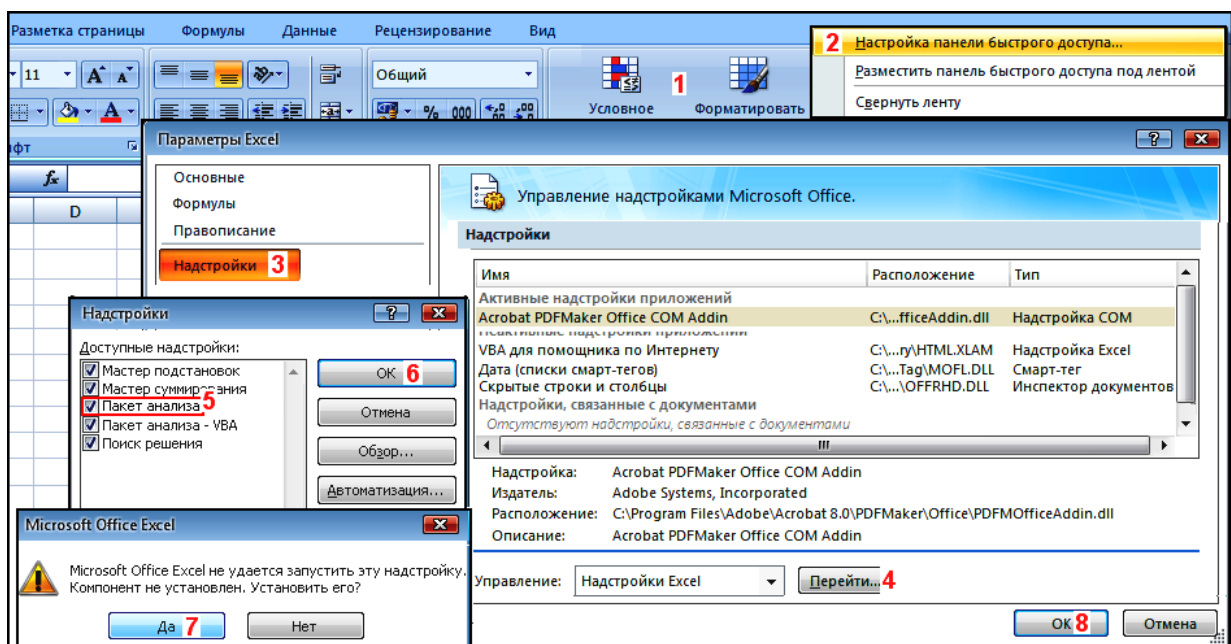 Разметка страницы Формулы Данные Рецензирование Вид
2 Настройка панели быстрого доступа...
Разместить панель быстрого доступа под лентой
Свернуть ленту
11 A A Общий 1
A % 000
Условное Форматировать
фт
fx
D
Параметры Excel
Основные
Формулы
Правописание
Надстройки 3
Управление надстройками Microsoft Office.
Надстройки
Имя Расположение Тип
Активные надстройки приложений
Acrobat PDFMaker Office COM Addin C:\...fficeAddin.dll Надстройка COM
Неактивные надстройки приложений
VBA для помощника по Интернету C:\...ry\HTML.XLAM Надстройка Excel
Дата (списки смарт-тегов) C:\...Tag\MOFL.DLL Смарт-тег
Скрытые строки и столбцы C:\...\OFFRHD.DLL Инспектор документов
Надстройки, связанные с документами
Отсутствуют надстройки, связанные с документами
Надстройка: Acrobat PDFMaker Office COM Addin
Издатель: Adobe Systems, Incorporated
Расположение: C:\Program Files\Adobe\Acrobat 8.0\PDFMaker\Office\PDFMOfficeAddin.dll
Описание: Acrobat PDFMaker Office COM Addin
Управление: Надстройки Excel Перейти... 4
ОК 8 Отмена
Надстройки
Доступные надстройки:
Мастер подстановок
Мастер суммирования
Пакет анализа 5
Пакет анализа - VBA
Поиск решения
ОК 6
Отмена
Обзор...
Автоматизация...
Microsoft Office Excel
Microsoft Office Excel не удается запустить эту надстройку.
Компонент не установлен. Установить его?
Да 7 Нет